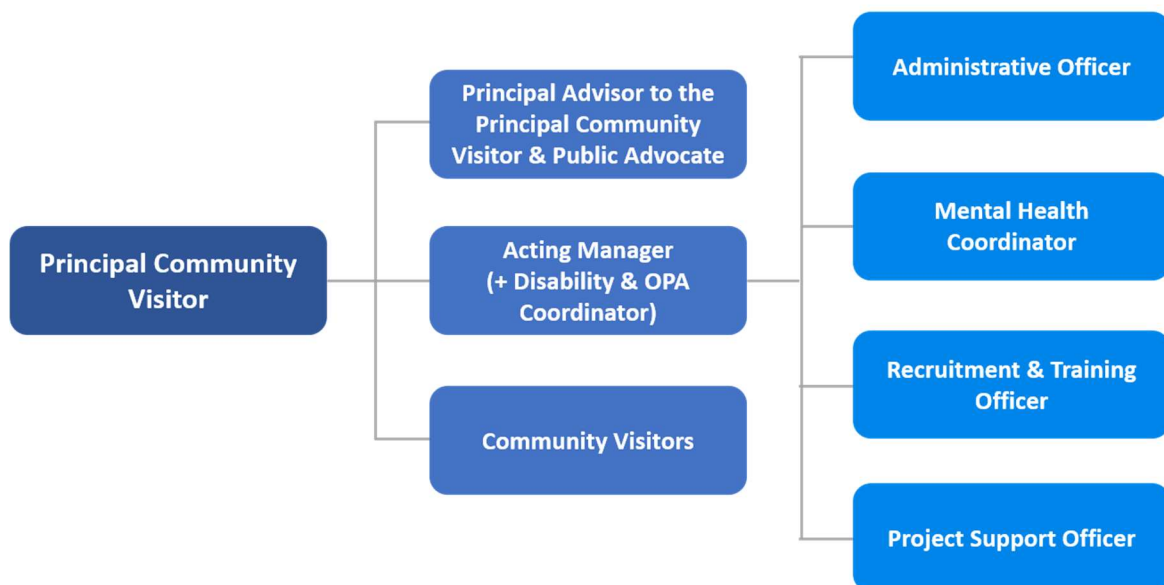 Principal Community
Visitor
Principal Advisor to the
Principal Community
Visitor & Public Advocate
Acting Manager
(+ Disability & OPA
Coordinator)
Community Visitors
Administrative Officer
Mental Health
Coordinator
Recruitment & Training
Officer
Project Support Officer